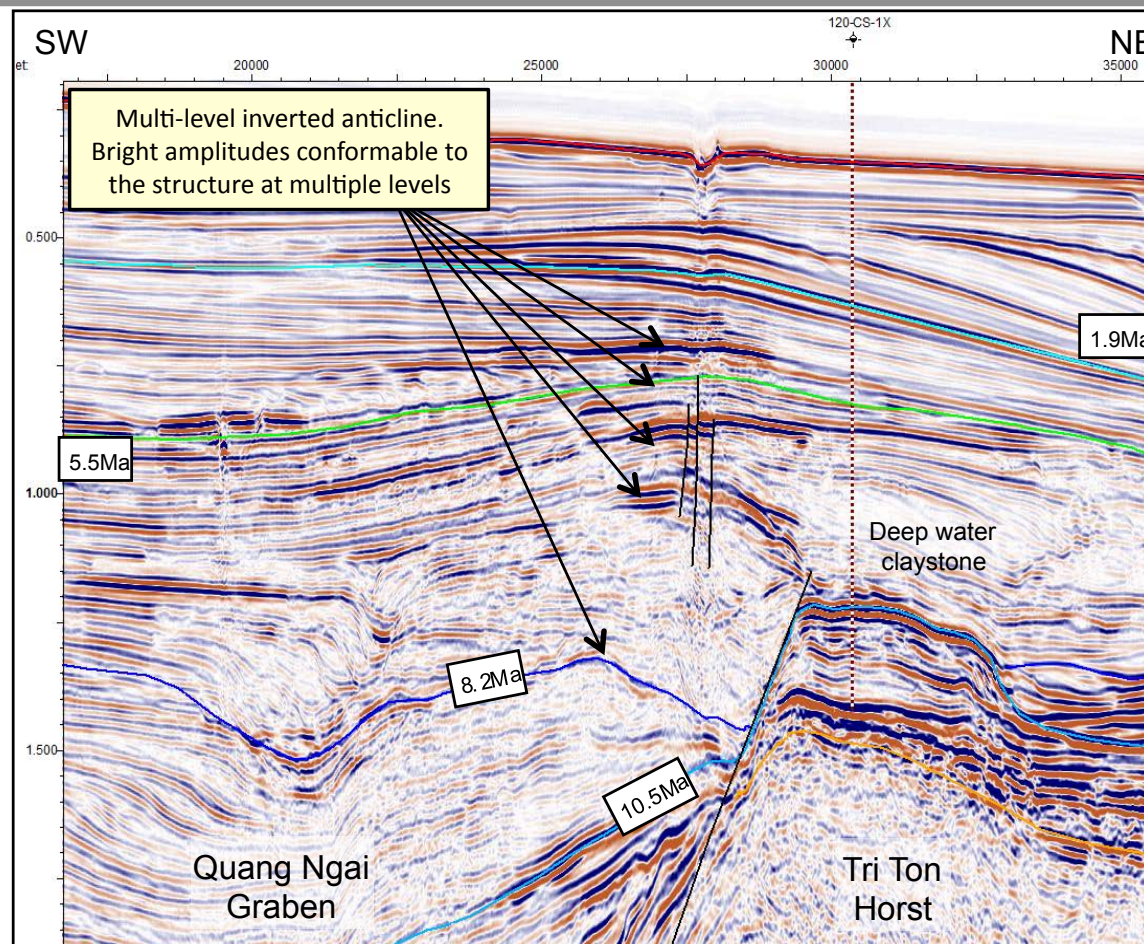 120-CS-1X
SW
NE
et:
20000
25000
30000
35000
Multi-level inverted anticline.
Bright amplitudes conformable to
the structure at multiple levels
0.500
1.9Ma
5.5Ma
1.000
Deep water
claystone
8.2Ma
1.500
10.5Ma
Quang Ngai
Graben
Tri Ton
Horst